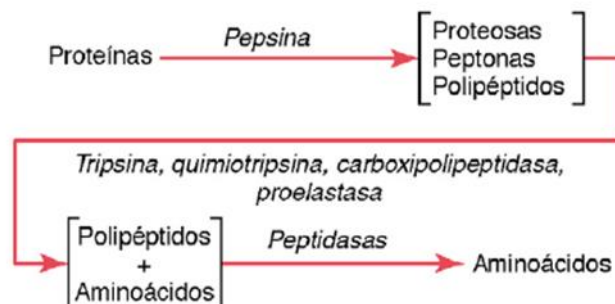 Proteínas
Pepsina
Proteosas
Peptonas
Polipéptidos
Tripsina, quimiotripsina, carboxipolipeptidasa,
proelastasa
Polipéptidos
+
Aminoácidos
Peptidasas
Aminoácidos